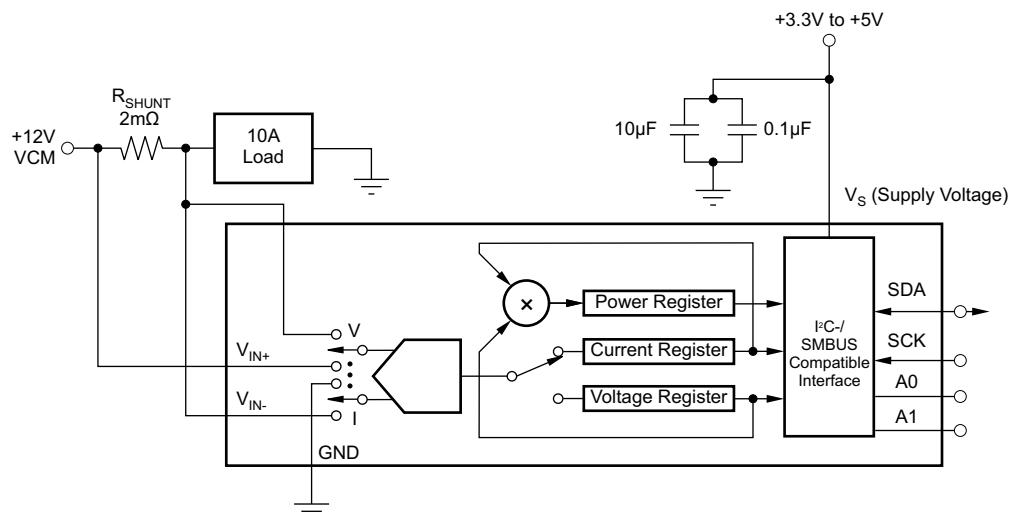 +3.3V to +5V
R_SHUNT
2mΩ
+12V
VCM
10A
Load
10µF
0.1µF
V_S (Supply Voltage)
Power Register
Current Register
Voltage Register
×
V
V_IN+
V_IN-
I
GND
I²C-/
SMBUS
Compatible
Interface
SDA
SCK
A0
A1